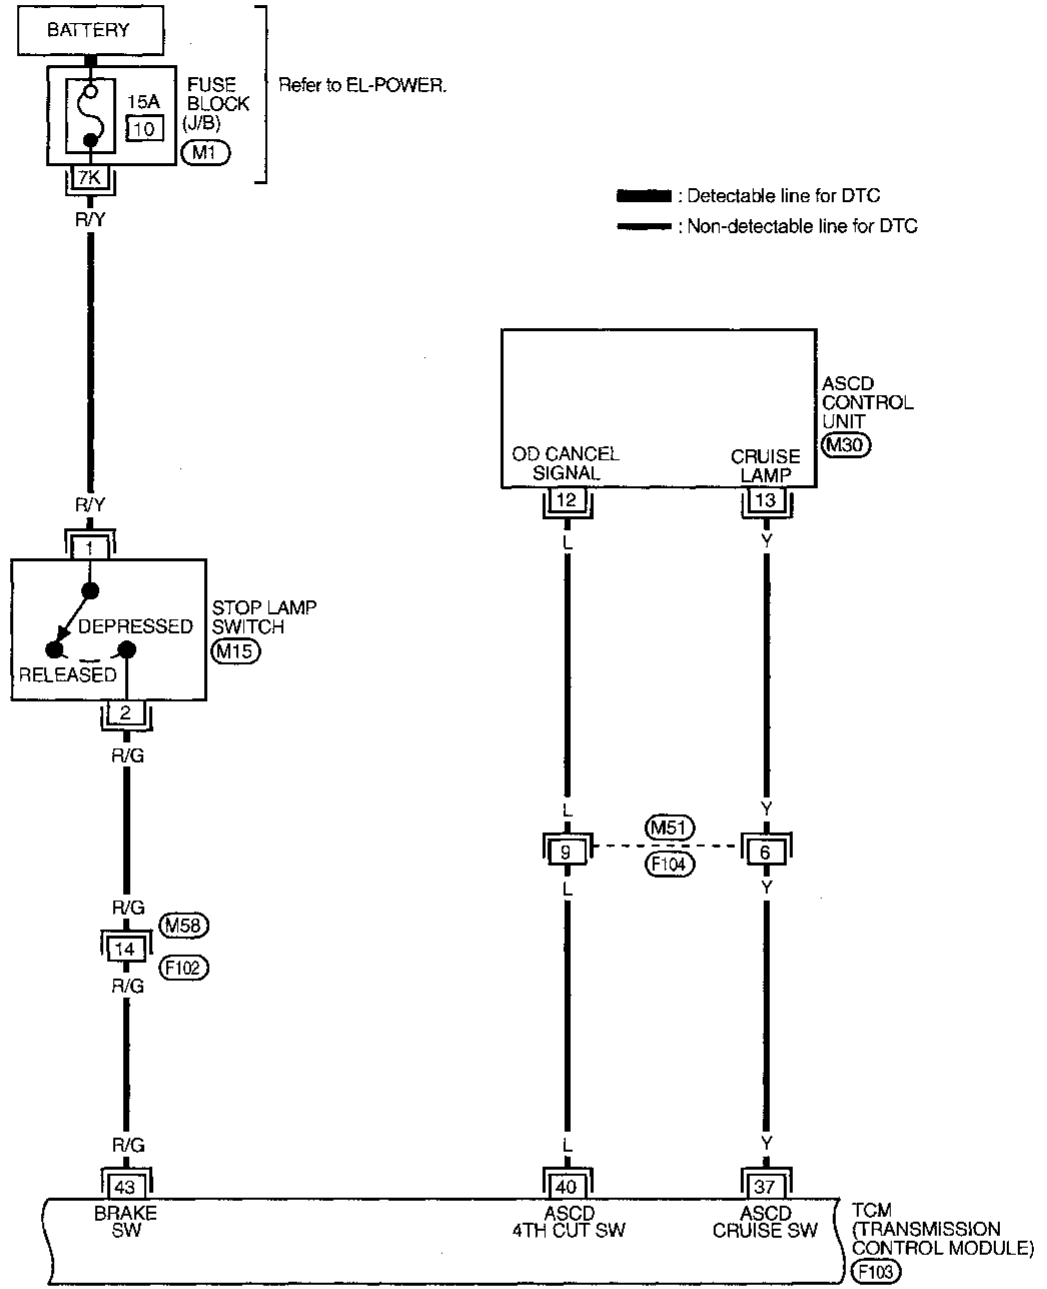 BATTERY
15A
10
FUSE
BLOCK
(J/B)
M1
Refer to EL-POWER.
7K
R/Y
: Detectable line for DTC
: Non-detectable line for DTC
ASCD
CONTROL
UNIT
M30
OD CANCEL
SIGNAL
CRUISE
LAMP
12
13
R/Y
L
Y
1
DEPRESSED
RELEASED
STOP LAMP
SWITCH
M15
2
R/G
L
Y
M51
9
6
F104
L
Y
R/G
M58
14
F102
R/G
R/G
L
Y
43
40
37
BRAKE
SW
ASCD
4TH CUT SW
ASCD
CRUISE SW
TCM
(TRANSMISSION
CONTROL MODULE)
F103